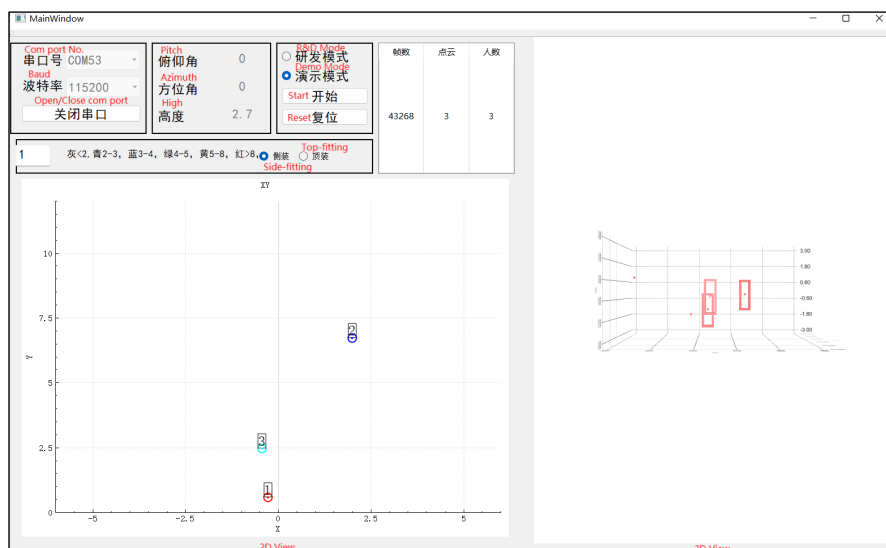 MainWindow
Com port No.
串口号 COM53
Baud
波特率 115200
Open/Close com port
关闭串口
Pitch
俯仰角 0
Azimuth
方位角 0
High
高度 2.7
R&D Mode
研发模式
Demo Mode
演示模式
Start 开始
Reset 复位
帧数 点云 人数
43268 3 3
1 灰<2,青2-3, 蓝3-4, 绿4-5, 黄5-8, 红>8,
侧装
Top-fitting
顶装
Side-fitting
XY
10
7.5
5
2.5
0
Y
2
3
1
-5 -2.5 0 2.5 5
X
3.00
1.80
0.60
-0.60
-1.80
-3.00